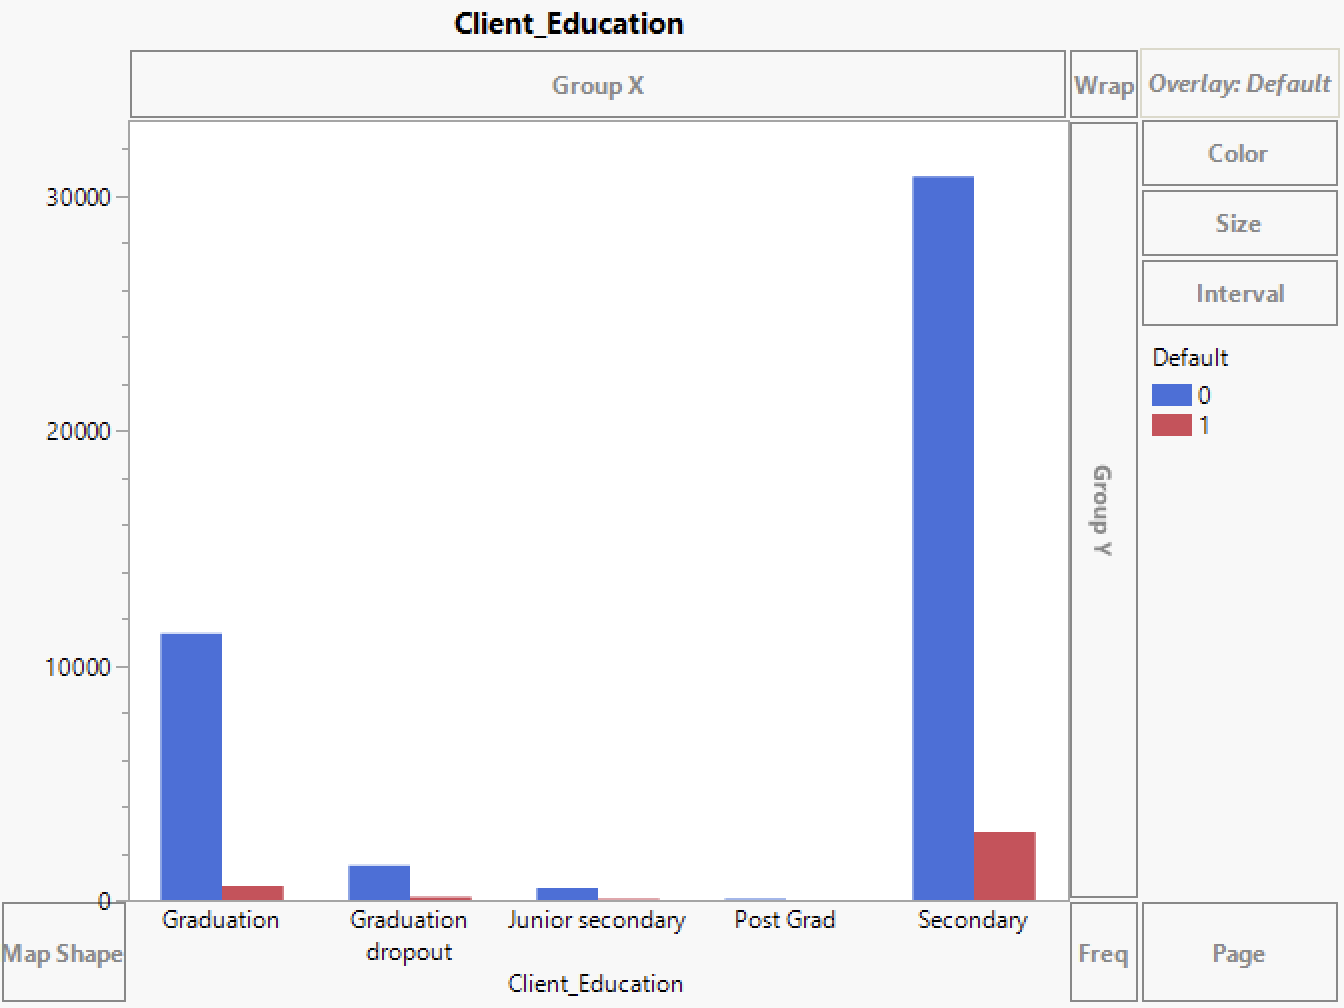 Client_Education
Group X
Wrap
Overlay: Default
Color
Size
Interval
Default
0
1
30000
20000
10000
0
Group Y
Graduation
Graduation
dropout
Junior secondary
Post Grad
Secondary
Client_Education
Map Shape
Freq
Page